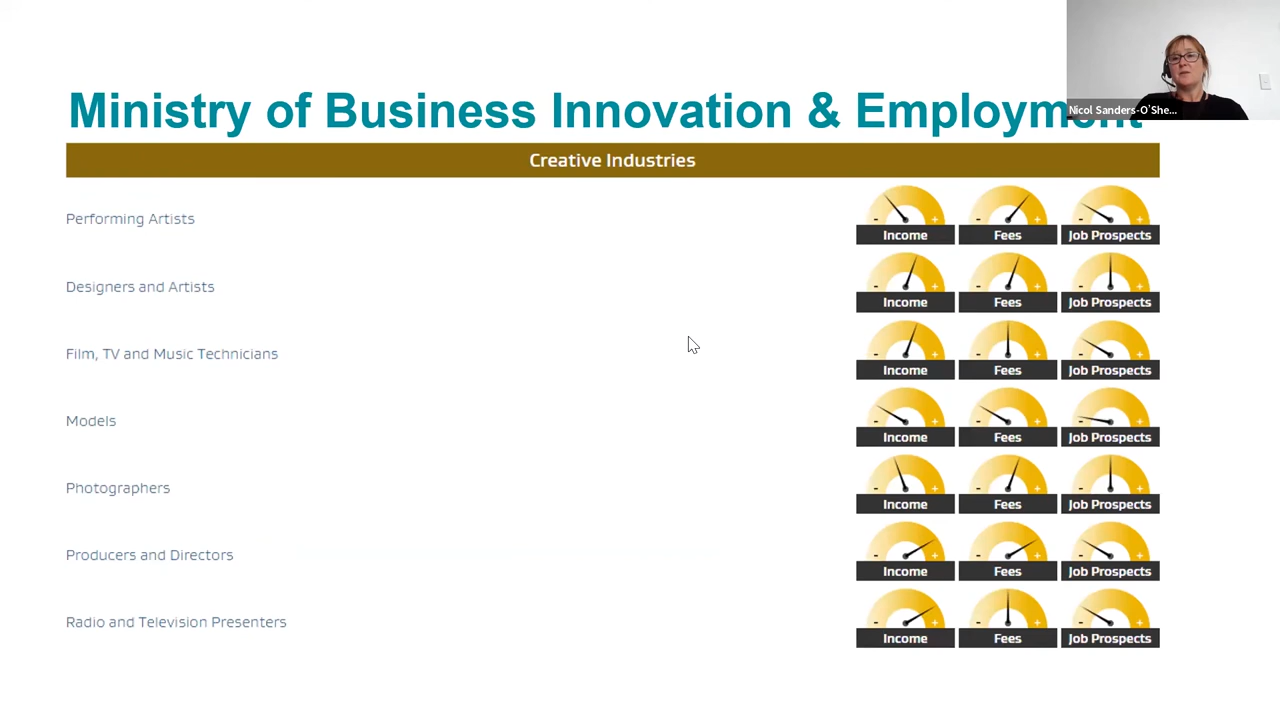 Ministry of Business Innovation & Employment
Nicol Sanders-O'She...
Creative Industries
Performing Artists
- + Income - + Fees - + Job Prospects
Designers and Artists
- + Income - + Fees - + Job Prospects
Film, TV and Music Technicians
- + Income - + Fees - + Job Prospects
Models
- + Income - + Fees - + Job Prospects
Photographers
- + Income - + Fees - + Job Prospects
Producers and Directors
- + Income - + Fees - + Job Prospects
Radio and Television Presenters
- + Income - + Fees - + Job Prospects